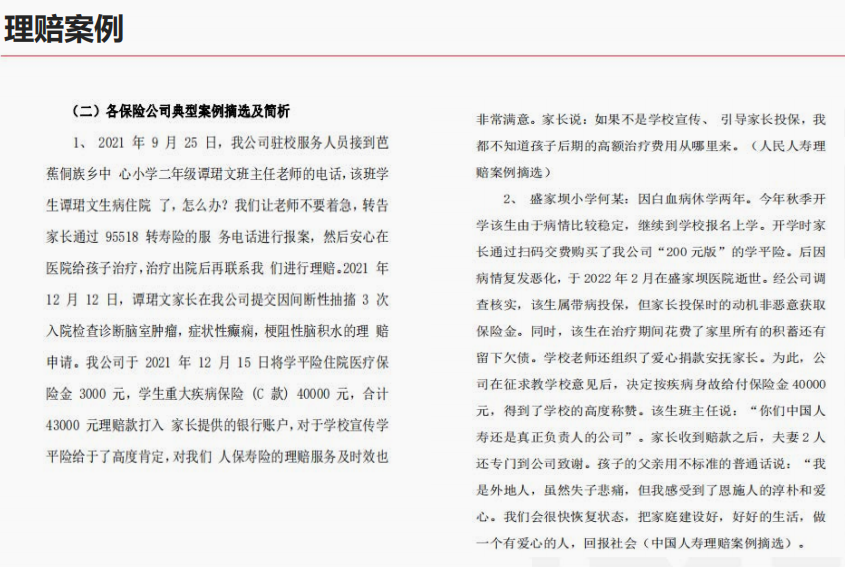 理赔案例
（二）各保险公司典型案例摘选及简析
1、 2021 年 9 月 25 日，我公司驻校服务人员接到芭
蕉侗族乡中 心小学二年级谭珺文班主任老师的电话，该班学
生谭珺文生病住院 了，怎么办？我们让老师不要着急，转告
家长通过 95518 转寿险的服 务电话进行报案，然后安心在
医院给孩子治疗，治疗出院后再联系我 们进行理赔。2021 年
12 月 12 日，谭珺文家长在我公司提交因间断性抽搐 3 次
入院检查诊断脑室肿瘤，症状性癫痫，梗阻性脑积水的理 赔
申请。我公司于 2021 年 12 月 15 日将学平险住院医疗保
险金 3000 元，学生重大疾病保险 (C 款) 40000 元，合计
43000 元理赔款打入 家长提供的银行账户，对于学校宣传学
平险给于了高度肯定，对我们 人保寿险的理赔服务及时效也
非常满意。家长说：如果不是学校宣传、 引导家长投保，我
都不知道孩子后期的高额治疗费用从哪里来。（人民人寿理
赔案例摘选）
2、 盛家坝小学何某：因白血病休学两年。今年秋季开
学该生由于病情比较稳定，继续到学校报名上学。开学时家
长通过扫码交费购买了我公司“200 元版”的学平险。后因
病情复发恶化，于 2022 年 2 月在盛家坝医院逝世。经公司调
查核实，该生属带病投保，但家长投保时的动机非恶意获取
保险金。同时，该生在治疗期间花费了家里所有的积蓄还有
留下欠债。学校老师还组织了爱心捐款安抚家长。为此，公
司在征求教学校意见后，决定按疾病身故给付保险金 40000
元，得到了学校的高度称赞。该生班主任说：“你们中国人
寿还是真正负责人的公司”。家长收到赔款之后，夫妻 2 人
还专门到公司致谢。孩子的父亲用不标准的普通话说：“我
是外地人，虽然失子悲痛，但我感受到了恩施人的淳朴和爱
心。我们会很快恢复状态，把家庭建设好，好好的生活，做
一个有爱心的人，回报社会（中国人寿理赔案例摘选）。